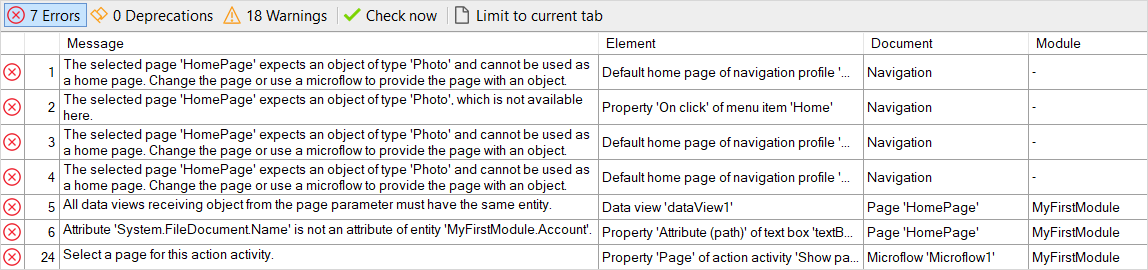 7 Errors 0 Deprecations 18 Warnings Check now Limit to current tab
Message Element Document Module
1 The selected page 'HomePage' expects an object of type 'Photo' and cannot be used as a home page. Change the page or use a microflow to provide the page with an object. Default home page of navigation profile '... Navigation -
2 The selected page 'HomePage' expects an object of type 'Photo', which is not available here. Property 'On click' of menu item 'Home' Navigation -
3 The selected page 'HomePage' expects an object of type 'Photo' and cannot be used as a home page. Change the page or use a microflow to provide the page with an object. Default home page of navigation profile '... Navigation -
4 The selected page 'HomePage' expects an object of type 'Photo' and cannot be used as a home page. Change the page or use a microflow to provide the page with an object. Default home page of navigation profile '... Navigation -
5 All data views receiving object from the page parameter must have the same entity. Data view 'dataView1' Page 'HomePage' MyFirstModule
6 Attribute 'System.FileDocument.Name' is not an attribute of entity 'MyFirstModule.Account'. Property 'Attribute (path)' of text box 'textB... Page 'HomePage' MyFirstModule
24 Select a page for this action activity. Property 'Page' of action activity 'Show pa... Microflow 'Microflow1' MyFirstModule